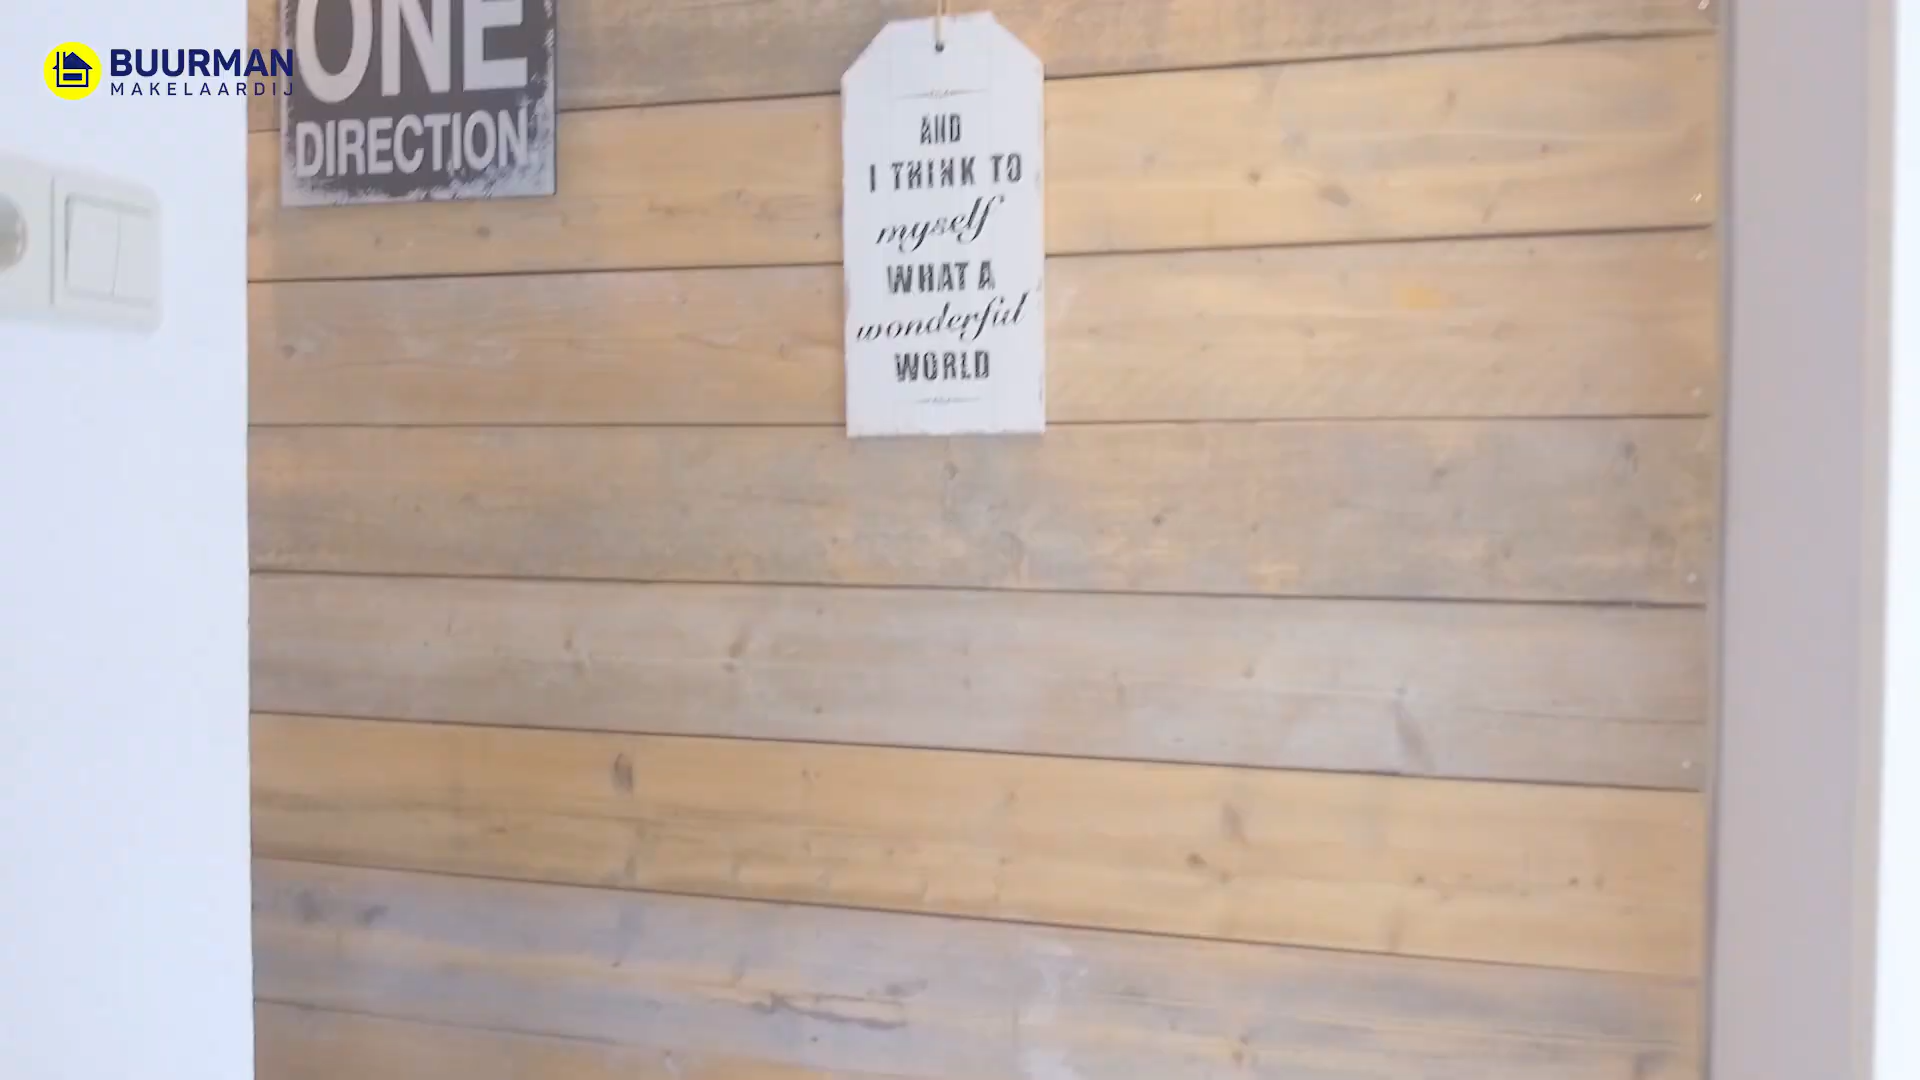 BUURMAN
MAKELAARDIJ
ONE
DIRECTION
AND
I THINK TO
myself
WHAT A
wonderful
WORLD